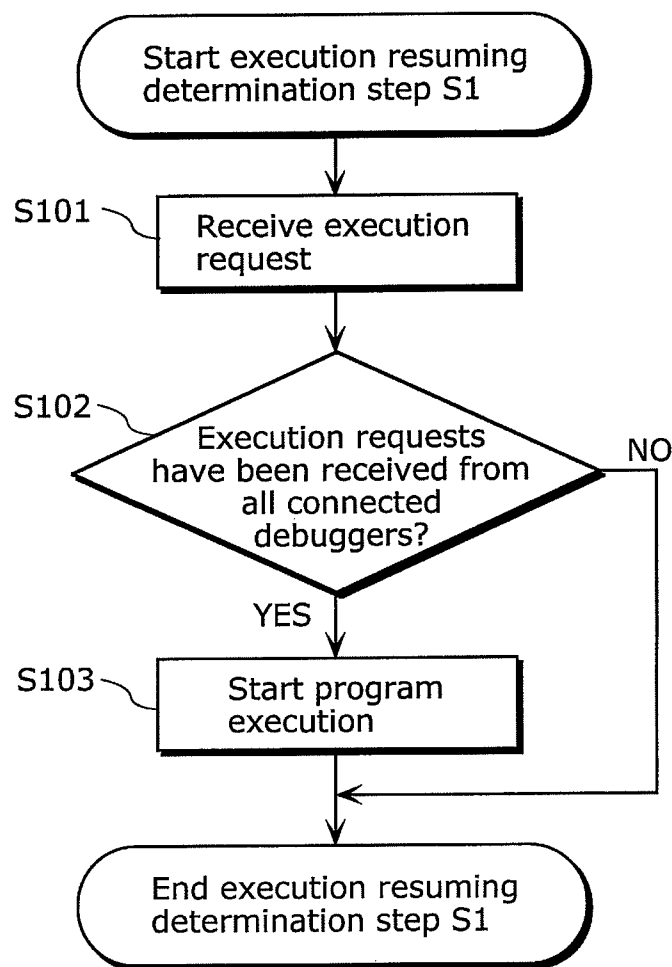 Start execution resuming
determination step S1
S101
Receive execution
request
S102
Execution requests
have been received from
all connected
debuggers?
NO
YES
S103
Start program
execution
End execution resuming
determination step S1